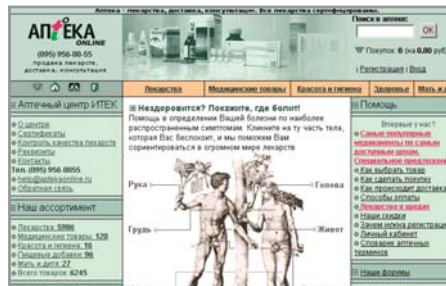 Аптека - лекарства, доставка, консультации. Все лекарства сертифицированы.
АПТЕКА
ONLINE
(095) 956-08-55
продажа лекарств,
доставка, консультация
Поиск в аптеке:
OK
Покупок: 0 (на 0.00 руб)
| Регистрация | Вход
Лекарства
Медицинские товары
Красота и гигиена
Здоровье
Мать и д
Аптечный центр ИТЕК
О центре
Сертификаты
Контроль качества лекарств
Реквизиты
Контакты
Тел. (095) 956-0855
help@aptekaonline.ru
Обратная связь
Наш ассортимент
Лекарства: 5986
Медицинские товары: 120
Красота и гигиена: 16
Пищевые добавки: 96
Мать и дитя: 27
Всего товаров: 6245
Нездоровится? Покажите, где болит!
Помощь в определении Вашей болезни по наиболее
распространенным симптомам. Кликните на ту часть тела,
которая Вас беспокоит, и мы поможем Вам
сориентироваться в огромном мире лекарств
Рука
Голова
Грудь
Живот
Помощь
Впервые у нас?
Самые популярные
медикаменты по самым
доступным ценам.
Специальное предложени
Как выбрать товар
Как сделать покупку
Как происходит доставка
Способы оплаты
Лекарства в кредит
Наши скидки
Зачем нужна регистрац
Личный кабинет
Словарик аптечных
терминов
Наши форумы